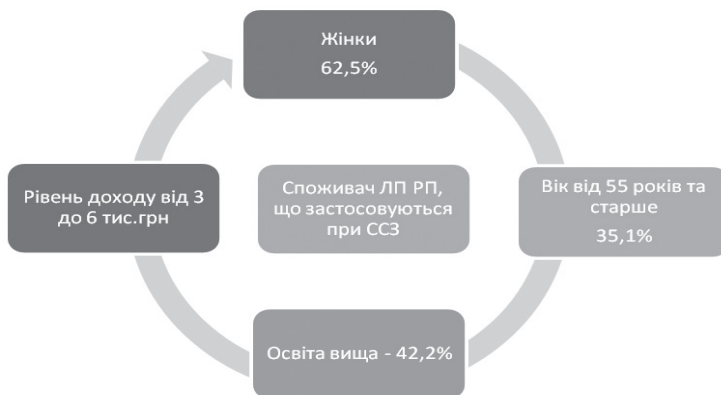 Жінки
62,5%
Рівень доходу від 3
до 6 тис.грн
Споживач ЛП РП,
що застосовуються
при ССЗ
Вік від 55 років та
старше
35,1%
Освіта вища - 42,2%